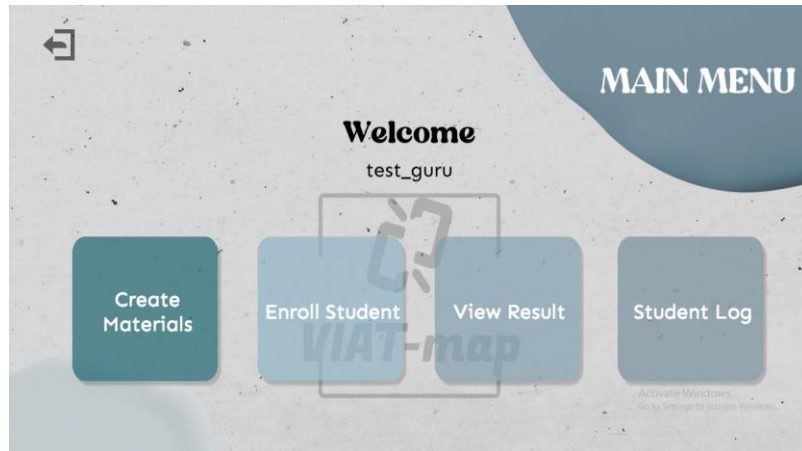 MAIN MENU
Welcome
test_guru
Create
Materials
Enroll Student
View Result
Student Log
VIAT-map
Activate Windows
Go to Settings to activate Windows.